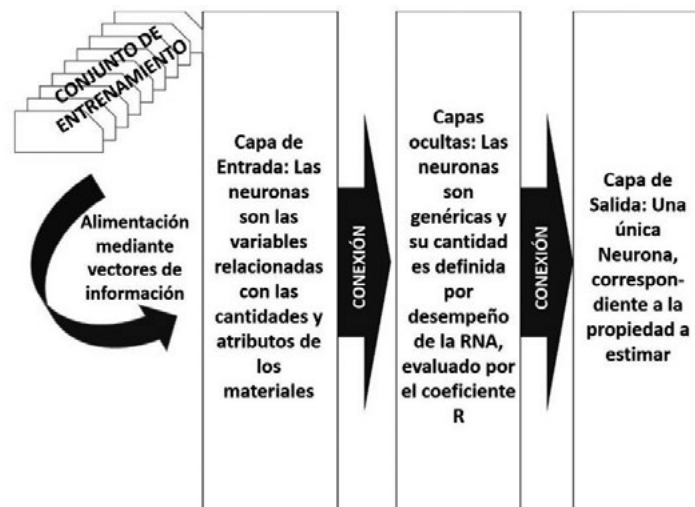 CONJUNTO DE
ENTRENAMIENTO
Alimentación
mediante
vectores de
información
Capa de
Entrada: Las
neuronas
son las
variables
relacionadas
con las
cantidades y
atributos de
los
materiales
CONEXIÓN
Capas
ocultas: Las
neuronas
son
genéricas y
su cantidad
es definida
por
desempeño
de la RNA,
evaluado por
el coeficiente
R
CONEXIÓN
Capa de
Salida: Una
única
Neurona,
correspon-
diente a la
propiedad a
estimar